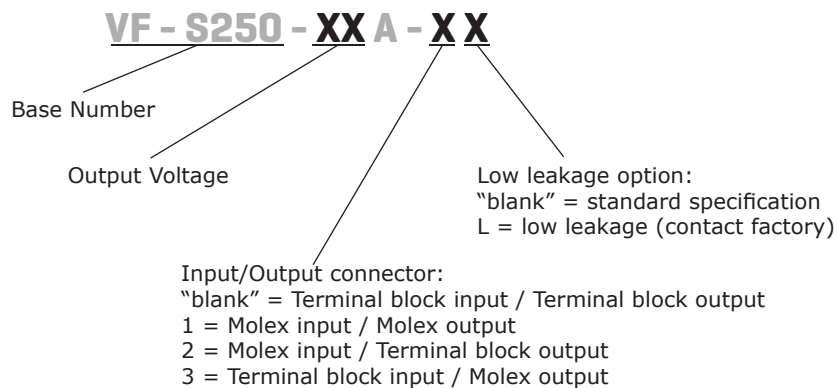 VF - S250 - XX A - X X
Base Number
Output Voltage
Low leakage option:
“blank” = standard specification
L = low leakage (contact factory)
Input/Output connector:
“blank” = Terminal block input / Terminal block output
1 = Molex input / Molex output
2 = Molex input / Terminal block output
3 = Terminal block input / Molex output